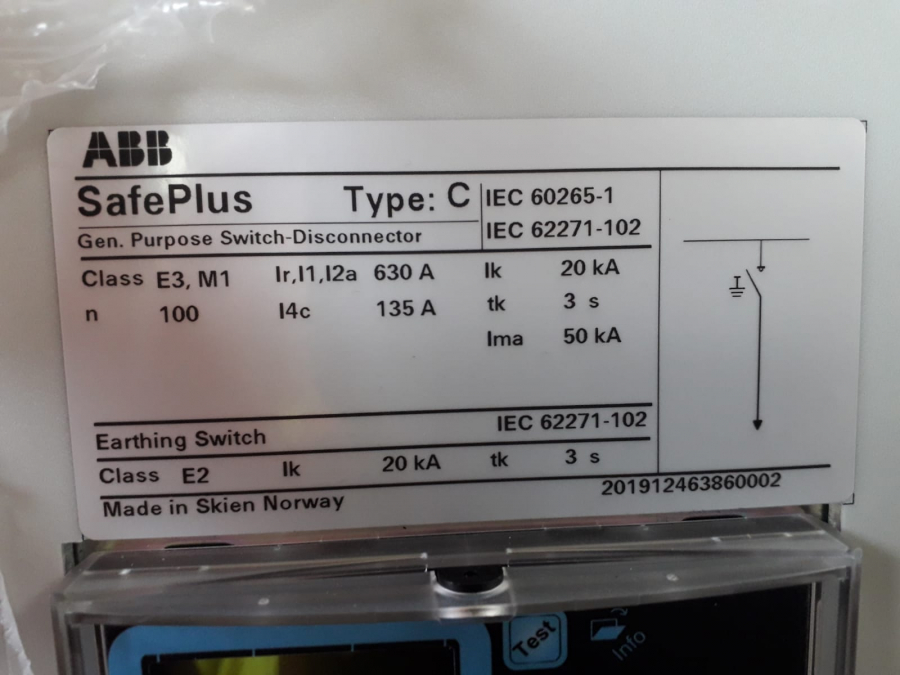 ABB
SafePlus Type: C
IEC 60265-1
Gen. Purpose Switch-Disconnector
IEC 62271-102
Class E3, M1 Ir,I1,I2a 630 A Ik 20 kA
n 100 I4c 135 A tk 3 s
Ima 50 kA
Earthing Switch IEC 62271-102
Class E2 Ik 20 kA tk 3 s
Made in Skien Norway 201912463860002
Test Info